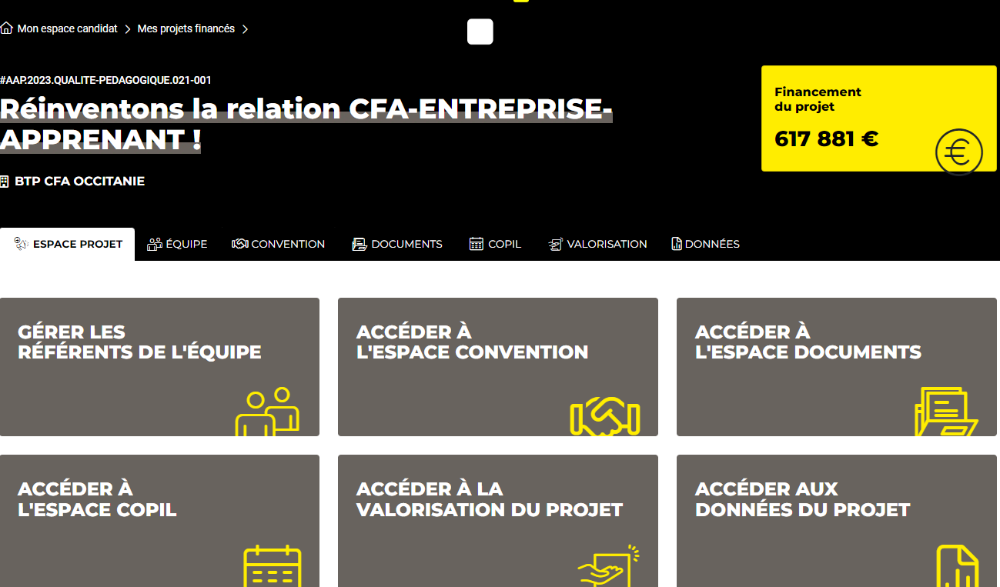 Mon espace candidat > Mes projets financés >
#AAP.2023.QUALITE-PEDAGOGIQUE.021-001
Réinventons la relation CFA-ENTREPRISE-
APPRENANT !
BTP CFA OCCITANIE
Financement
du projet
617 881 €
ESPACE PROJET ÉQUIPE CONVENTION DOCUMENTS COPIL VALORISATION DONNÉES
GÉRER LES
RÉFÉRENTS DE L'ÉQUIPE
ACCÉDER À
L'ESPACE CONVENTION
ACCÉDER À
L'ESPACE DOCUMENTS
ACCÉDER À
L'ESPACE COPIL
ACCÉDER À LA
VALORISATION DU PROJET
ACCÉDER AUX
DONNÉES DU PROJET